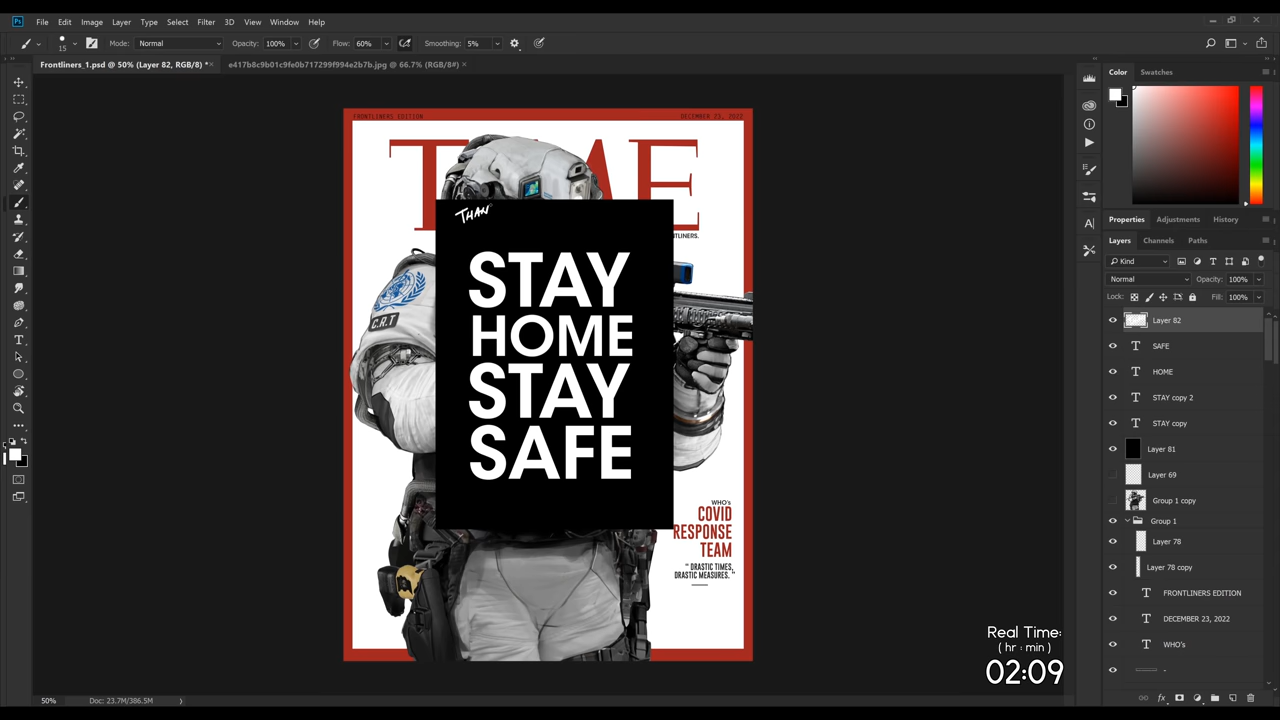 Ps File Edit Image Layer Type Select Filter 3D View Window Help
15 Mode: Normal Opacity: 100% Flow: 60% Smoothing: 5%
Frontliners_1.psd @ 50% (Layer 82, RGB/8) * × e417b8c9b01c9fe0b717299f994e2b7b.jpg @ 66.7% (RGB/8#) ×
FRONTLINERS EDITION DECEMBER 23, 2022
TIME
THAN
NTLINERS.
STAY
HOME
STAY
SAFE
C.R.T
WHO's
COVID
RESPONSE
TEAM
" DRASTIC TIMES,
DRASTIC MEASURES. "
Real Time:
( hr : min )
02:09
50% Doc: 23.7M/386.5M
Color Swatches
Properties Adjustments History
Layers Channels Paths
Kind
Normal Opacity: 100%
Lock: Fill: 100%
Layer 82
SAFE
HOME
STAY copy 2
STAY copy
Layer 81
Layer 69
Group 1 copy
Group 1
Layer 78
Layer 78 copy
FRONTLINERS EDITION
DECEMBER 23, 2022
WHO's
-
fx